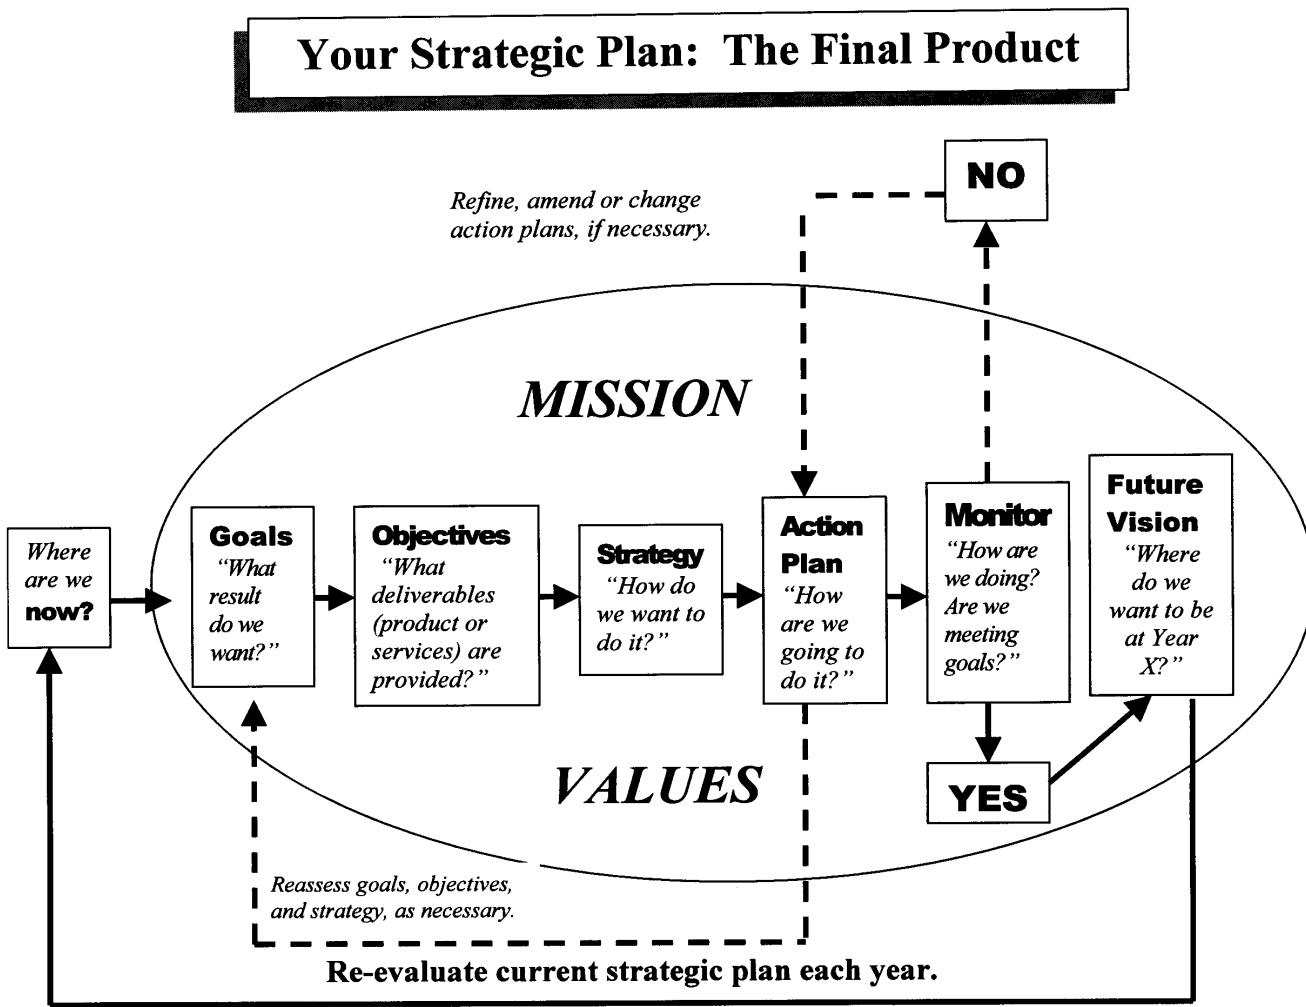 Your Strategic Plan: The Final Product
NO
Refine, amend or change
action plans, if necessary.
MISSION
Where
are we
now?
Goals
“What
result
do we
want?”
Objectives
“What
deliverables
(product or
services) are
provided?”
Strategy
“How do
we want to
do it?”
Action
Plan
“How
are we
going to
do it?”
Monitor
“How are
we doing?
Are we
meeting
goals?”
Future
Vision
“Where
do we
want to be
at Year
X?”
YES
VALUES
Reassess goals, objectives,
and strategy, as necessary.
Re-evaluate current strategic plan each year.